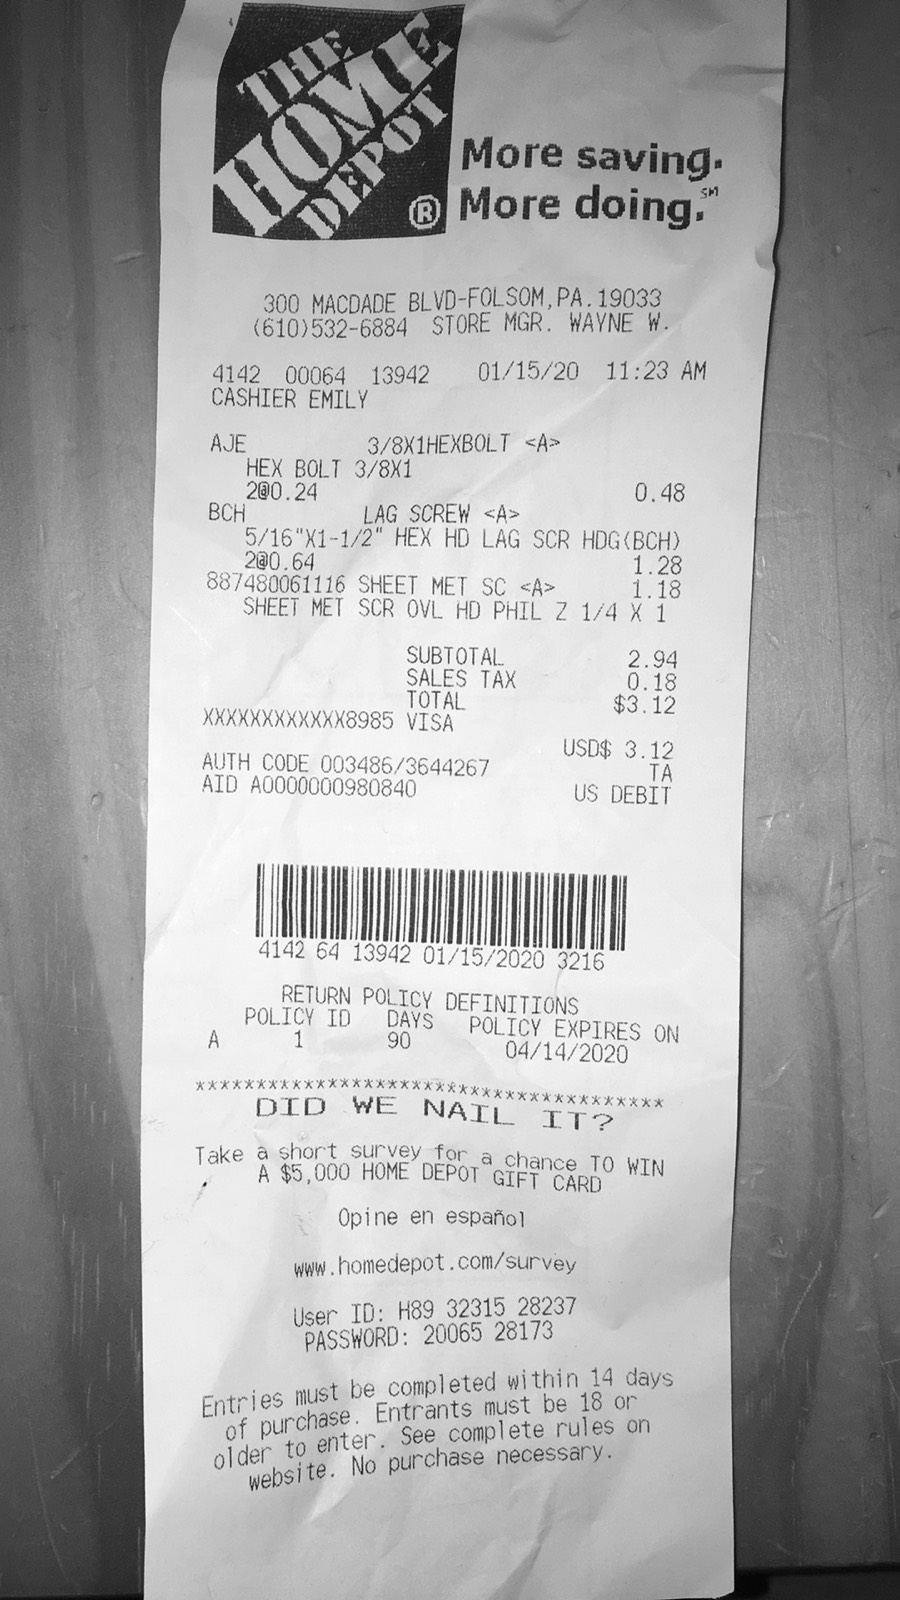 THE
HOME
DEPOT
®
More saving.
More doing.℠
300 MACDADE BLVD-FOLSOM,PA.19033
(610)532-6884 STORE MGR. WAYNE W.
4142 00064 13942 01/15/20 11:23 AM
CASHIER EMILY
AJE 3/8X1HEXBOLT <A>
HEX BOLT 3/8X1
2@0.24 0.48
BCH LAG SCREW <A>
5/16"X1-1/2" HEX HD LAG SCR HDG(BCH)
2@0.64 1.28
887480061116 SHEET MET SC <A> 1.18
SHEET MET SCR OVL HD PHIL Z 1/4 X 1
SUBTOTAL 2.94
SALES TAX 0.18
TOTAL $3.12
XXXXXXXXXXXX8985 VISA
USD$ 3.12
AUTH CODE 003486/3644267 TA
AID A0000000980840 US DEBIT
4142 64 13942 01/15/2020 3216
RETURN POLICY DEFINITIONS
POLICY ID DAYS POLICY EXPIRES ON
A 1 90 04/14/2020
***************************************
DID WE NAIL IT?
Take a short survey for a chance TO WIN
A $5,000 HOME DEPOT GIFT CARD
Opine en español
www.homedepot.com/survey
User ID: H89 32315 28237
PASSWORD: 20065 28173
Entries must be completed within 14 days
of purchase. Entrants must be 18 or
older to enter. See complete rules on
website. No purchase necessary.